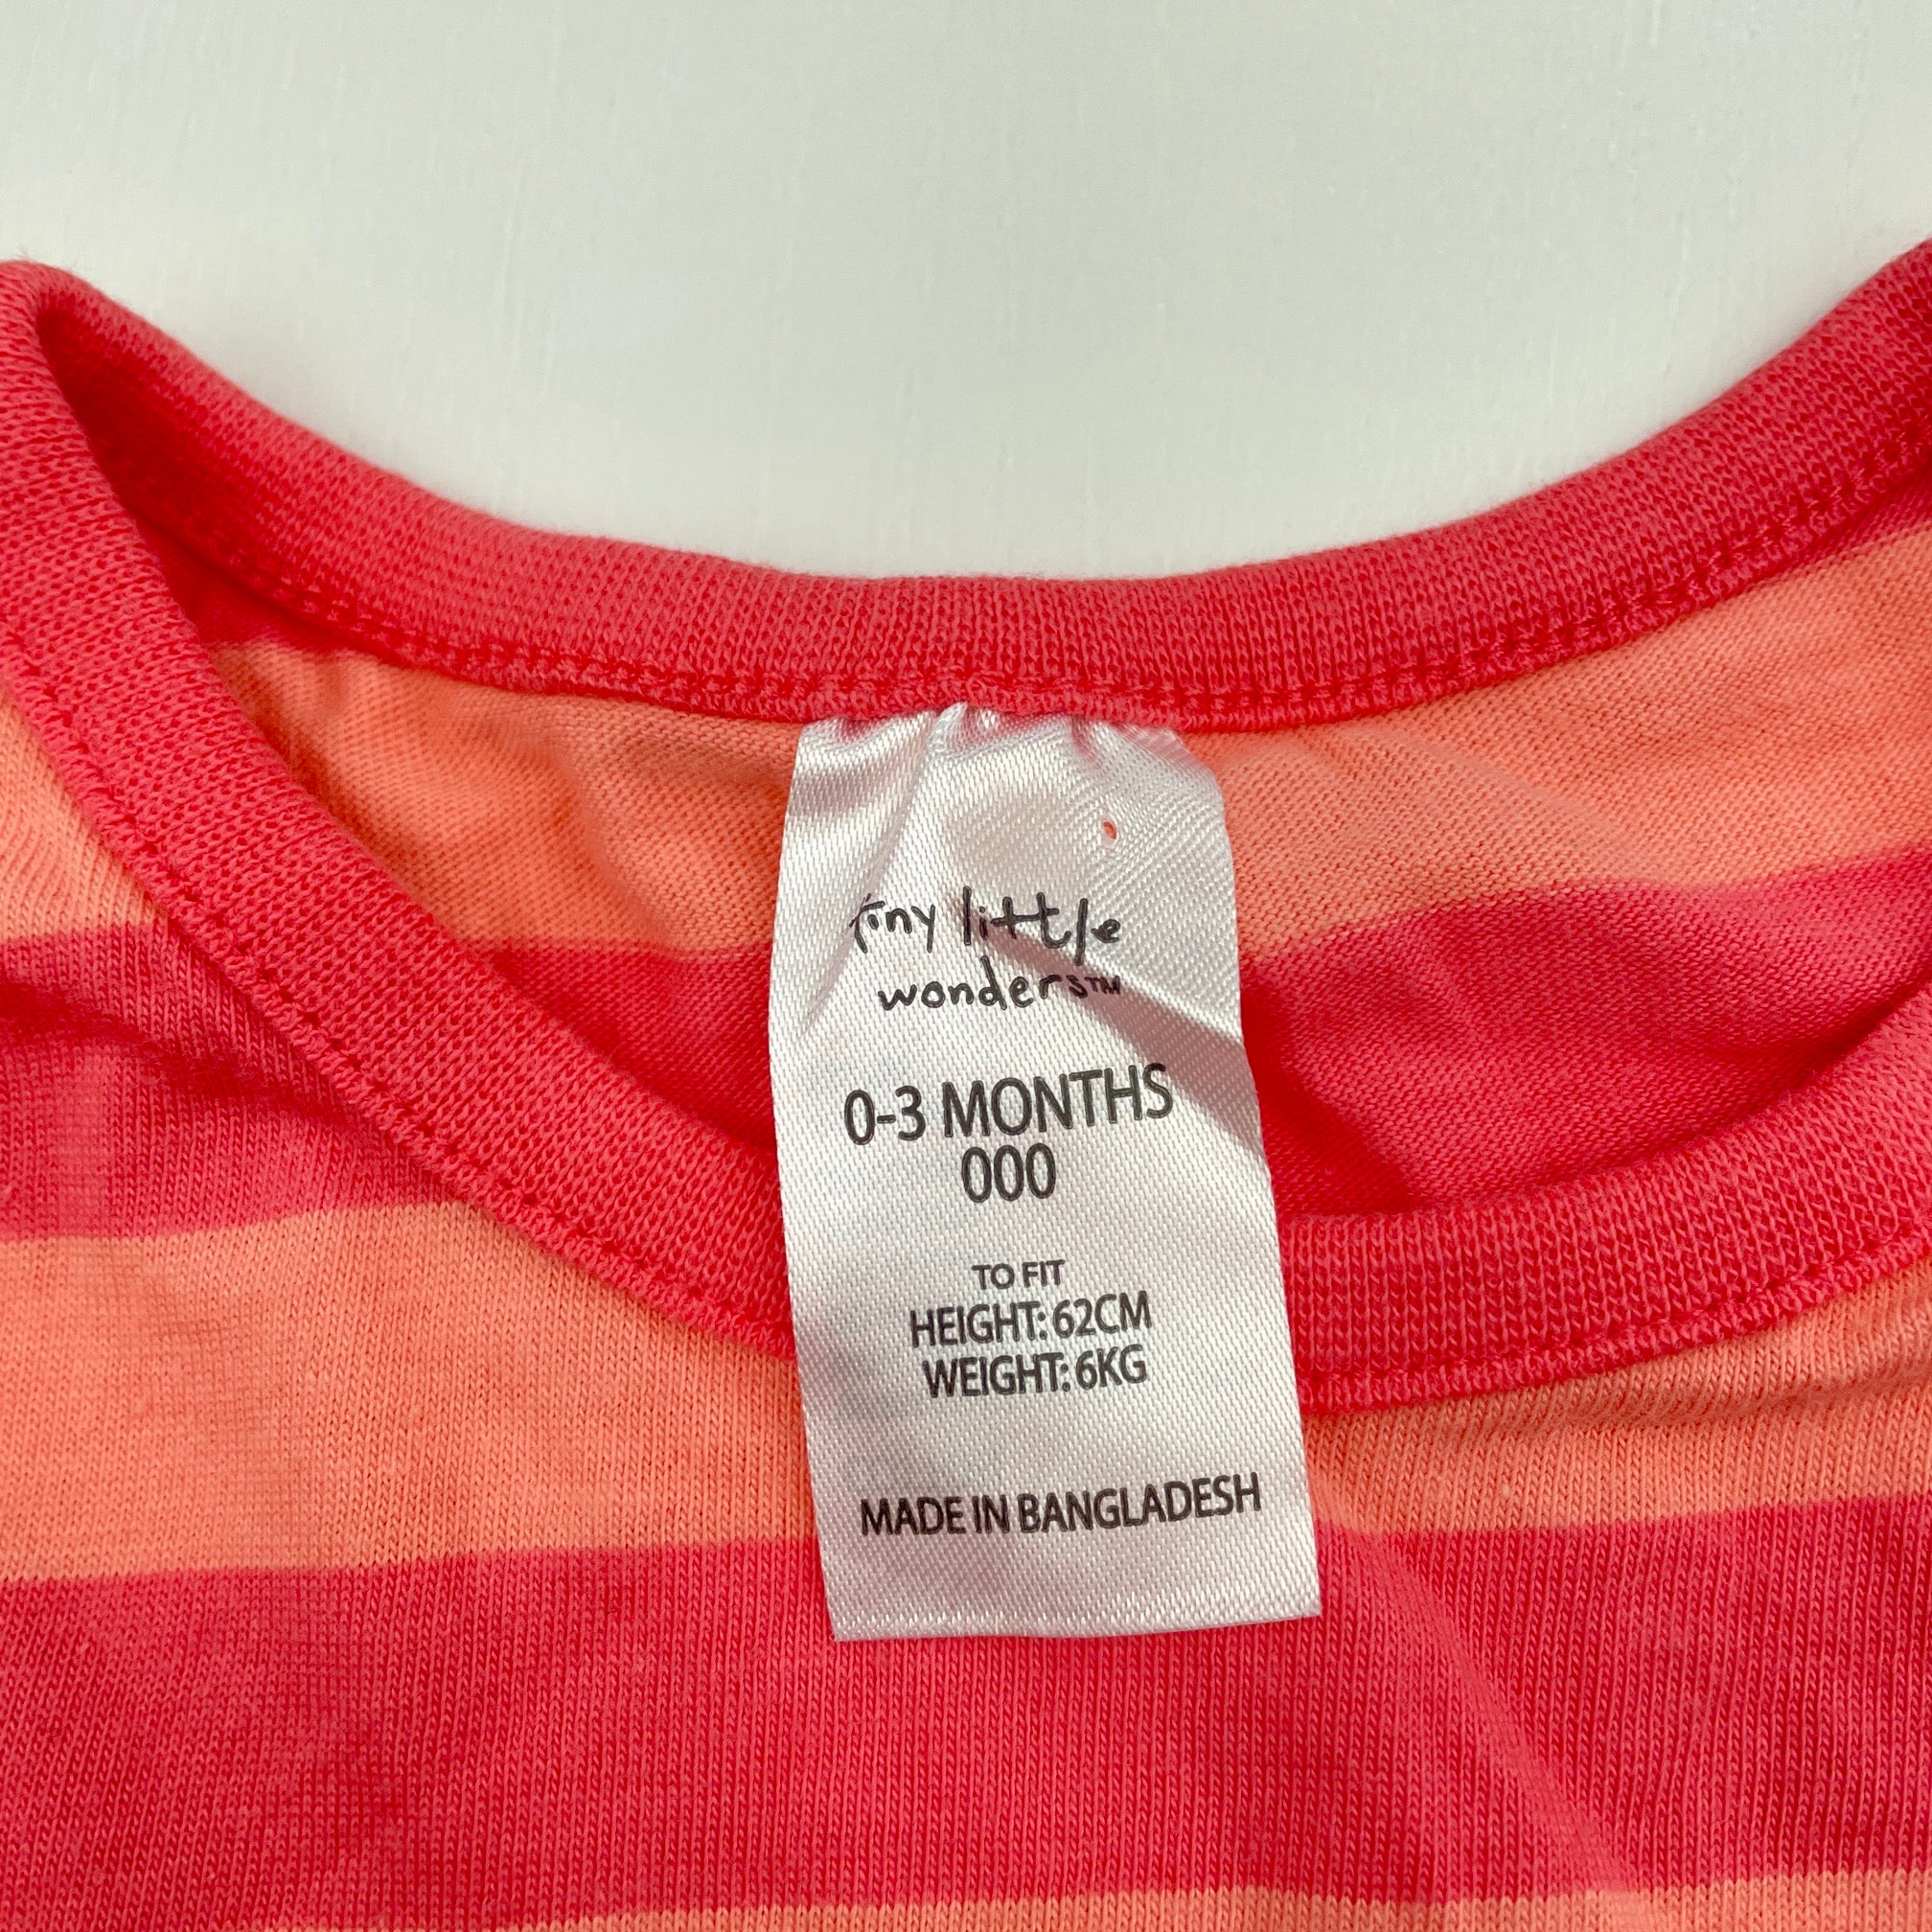 tiny little
wonders™
0-3 MONTHS
000
TO FIT
HEIGHT: 62CM
WEIGHT: 6KG
MADE IN BANGLADESH